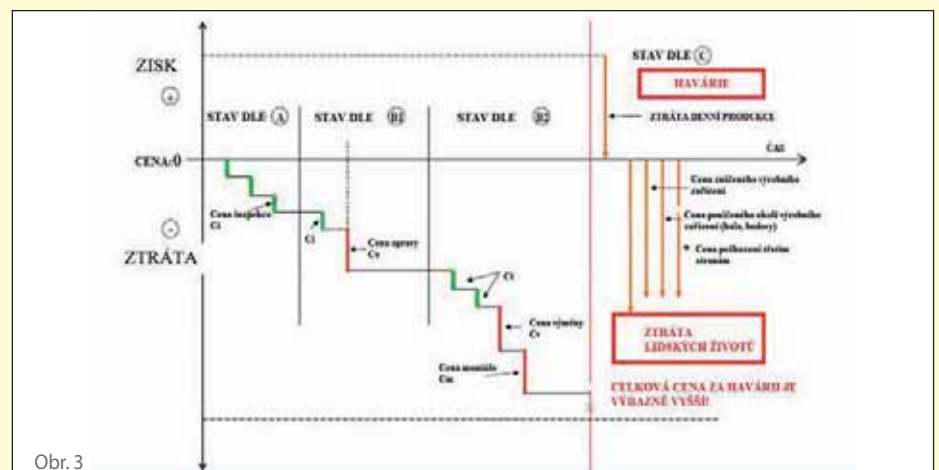 ZISK
+
STAV DLE C
HAVÁRIE
STAV DLE A
STAV DLE B1
STAV DLE B2
ZTRÁTA DENNÍ PRODUKCE
ČAS
CENA:0
Cena zničeného výrobního
zařízení
Cena inspekce
Ci
Ci
Cena opravy
Co
Cena poničeného okolí výrobního
zařízení (hala, budovy)
-
ZTRÁTA
Ci
Cena poškození třetím
stranám
Cena výměny
Cv
Cena montáže
Cm
ZTRÁTA
LIDSKÝCH ŽIVOTŮ
CELKOVÁ CENA ZA HAVÁRII JE
VÝRAZNĚ VYŠŠÍ!
Obr. 3